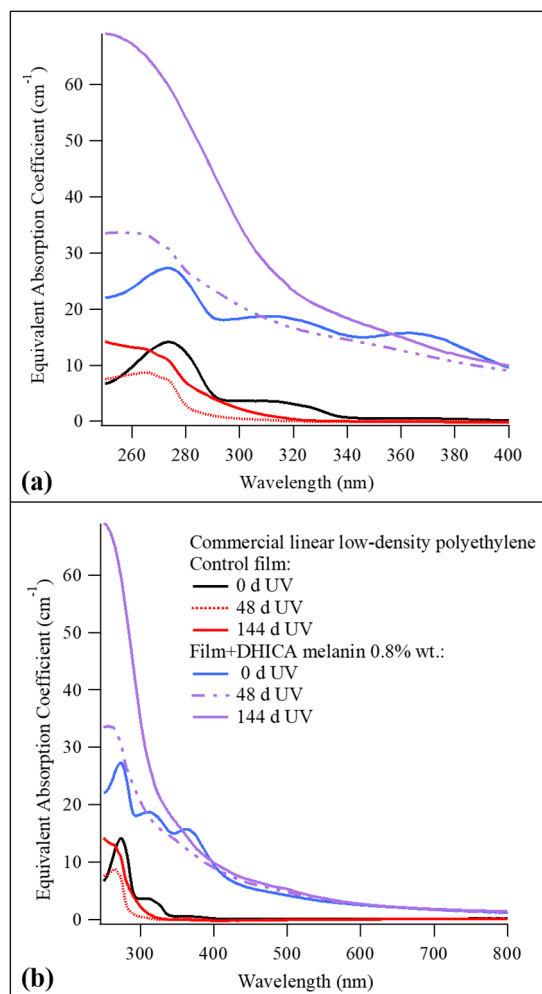 Equivalent Absorption Coefficient (cm⁻¹)
60
50
40
30
20
10
0
260 280 300 320 340 360 380 400
(a)
Wavelength (nm)
Commercial linear low-density polyethylene
Control film:
0 d UV
48 d UV
144 d UV
Film+DHICA melanin 0.8% wt.:
0 d UV
48 d UV
144 d UV
Equivalent Absorption Coefficient (cm⁻¹)
60
50
40
30
20
10
0
300 400 500 600 700 800
(b)
Wavelength (nm)